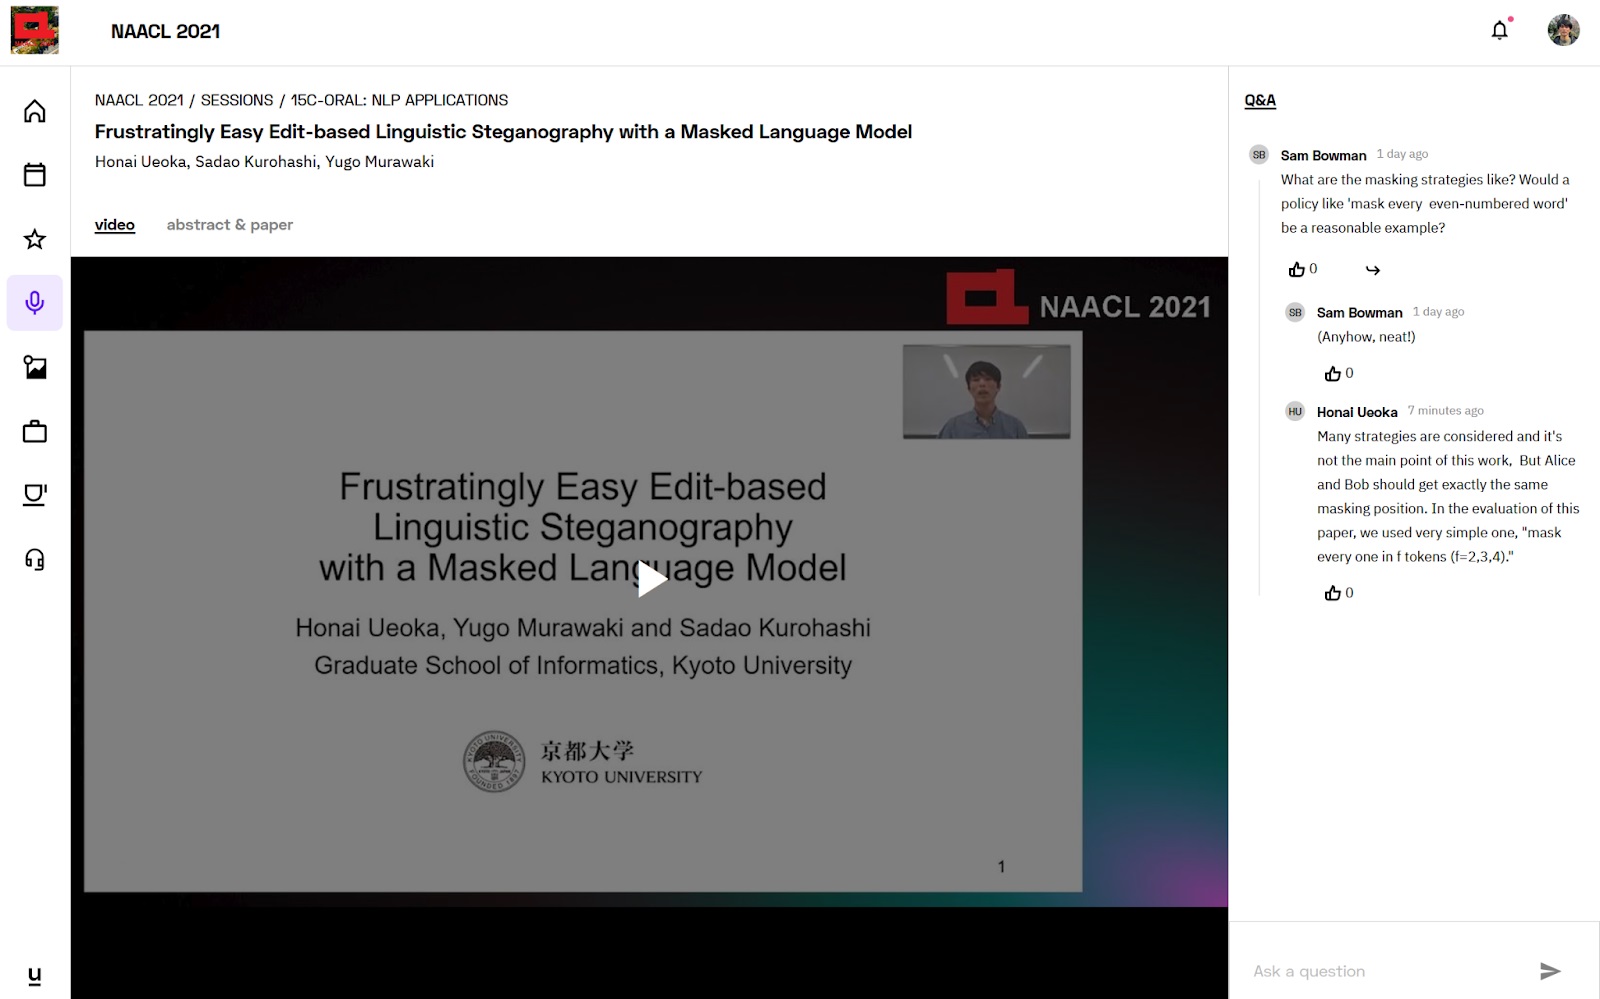 NAACL 2021
NAACL 2021 / SESSIONS / 15C-ORAL: NLP APPLICATIONS
Frustratingly Easy Edit-based Linguistic Steganography with a Masked Language Model
Honai Ueoka, Sadao Kurohashi, Yugo Murawaki
video
abstract & paper
NAACL 2021
Frustratingly Easy Edit-based
Linguistic Steganography
with a Masked Language Model
Honai Ueoka, Yugo Murawaki and Sadao Kurohashi
Graduate School of Informatics, Kyoto University
KYOTO UNIVERSITY
FOUNDED 1897
京都大学
KYOTO UNIVERSITY
1
Q&A
SB
Sam Bowman 1 day ago
What are the masking strategies like? Would a
policy like 'mask every even-numbered word'
be a reasonable example?
0
SB
Sam Bowman 1 day ago
(Anyhow, neat!)
0
HU
Honai Ueoka 7 minutes ago
Many strategies are considered and it's
not the main point of this work, But Alice
and Bob should get exactly the same
masking position. In the evaluation of this
paper, we used very simple one, "mask
every one in f tokens (f=2,3,4)."
0
Ask a question
u